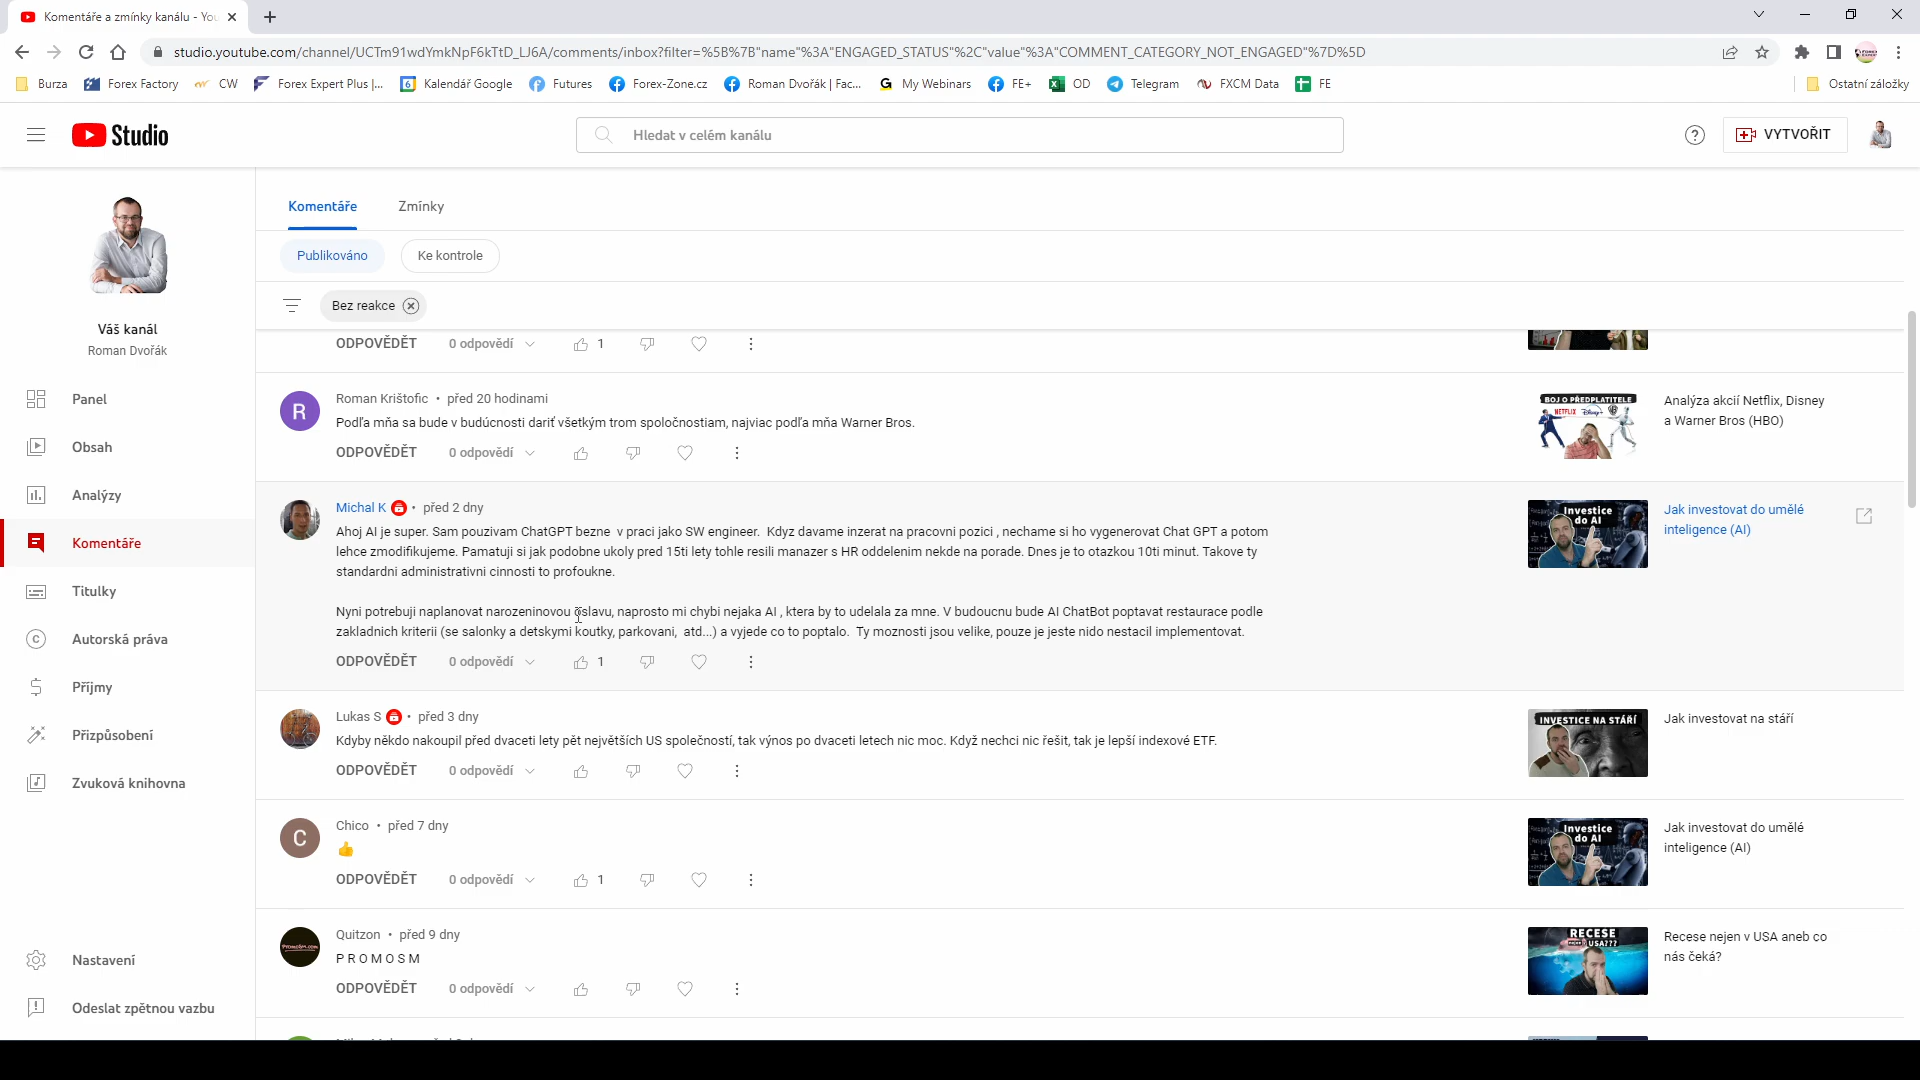 Komentáře a zmínky kanálu - You
studio.youtube.com/channel/UCTm91wdYmkNpF6kTtD_LJ6A/comments/inbox?filter=%5B%7B"name"%3A"ENGAGED_STATUS"%2C"value"%3A"COMMENT_CATEGORY_NOT_ENGAGED"%7D%5D
Burza
Forex Factory
CW
Forex Expert Plus |...
Kalendář Google
Futures
Forex-Zone.cz
Roman Dvořák | Fac...
My Webinars
FE+
OD
Telegram
FXCM Data
FE
Ostatní záložky
Studio
Hledat v celém kanálu
VYTVOŘIT
Váš kanál
Roman Dvořák
Panel
Obsah
Analýzy
Komentáře
Titulky
Autorská práva
Příjmy
Přizpůsobení
Zvuková knihovna
Nastavení
Odeslat zpětnou vazbu
Komentáře
Zmínky
Publikováno
Ke kontrole
Bez reakce
ODPOVĚDĚT 0 odpovědí 1
R
Roman Krištofic • před 20 hodinami
Podľa mňa sa bude v budúcnosti dariť všetkým trom spoločnostiam, najviac podľa mňa Warner Bros.
ODPOVĚDĚT 0 odpovědí
BOJ O PŘEDPLATITELE
NETFLIX Disney+
Analýza akcií Netflix, Disney
a Warner Bros (HBO)
Michal K • před 2 dny
Ahoj AI je super. Sam pouzivam ChatGPT bezne v praci jako SW engineer. Kdyz davame inzerat na pracovni pozici , nechame si ho vygenerovat Chat GPT a potom
lehce zmodifikujeme. Pamatuji si jak podobne ukoly pred 15ti lety tohle resili manazer s HR oddelenim nekde na porade. Dnes je to otazkou 10ti minut. Takove ty
standardni administrativni cinnosti to profoukne.
Nyni potrebuji naplanovat narozeninovou oslavu, naprosto mi chybi nejaka AI , ktera by to udelala za mne. V budoucnu bude AI ChatBot poptavat restaurace podle
zakladnich kriterii (se salonky a detskymi koutky, parkovani, atd...) a vyjede co to poptalo. Ty moznosti jsou velike, pouze je jeste nido nestacil implementovat.
ODPOVĚDĚT 0 odpovědí 1
Investice
do AI
Jak investovat do umělé
inteligence (AI)
Lukas S • před 3 dny
Kdyby někdo nakoupil před dvaceti lety pět největších US společností, tak výnos po dvaceti letech nic moc. Když nechci nic řešit, tak je lepší indexové ETF.
ODPOVĚDĚT 0 odpovědí
INVESTICE NA STÁŘÍ
Jak investovat na stáří
C
Chico • před 7 dny
👍
ODPOVĚDĚT 0 odpovědí 1
Investice
do AI
Jak investovat do umělé
inteligence (AI)
Quitzon • před 9 dny
P R O M O S M
ODPOVĚDĚT 0 odpovědí
RECESE
nejen v USA???
Recese nejen v USA aneb co
nás čeká?